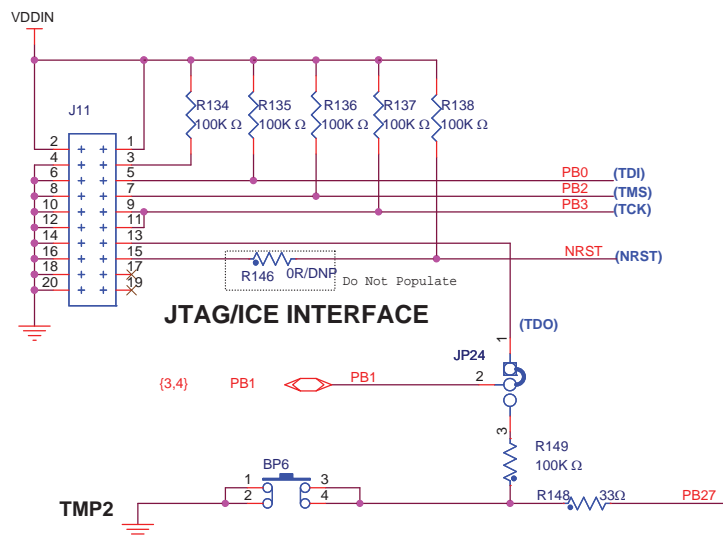 VDDIN
J11
R134 R135 R136 R137 R138
100K Ω 100K Ω 100K Ω 100K Ω 100K Ω
2 + + 1
4 + + 3
6 + + 5 PB0 (TDI)
8 + + 7 PB2 (TMS)
10 + + 9 PB3 (TCK)
12 + + 11
14 + + 13
16 + + 15 NRST (NRST)
18 + + 17
20 + + 19
R146 0R/DNP Do Not Populate
JTAG/ICE INTERFACE
(TDO)
1
JP24
{3,4} PB1 PB1 2
3
R149
100K Ω
BP6
1 3
2 4
R148 33Ω PB27
TMP2